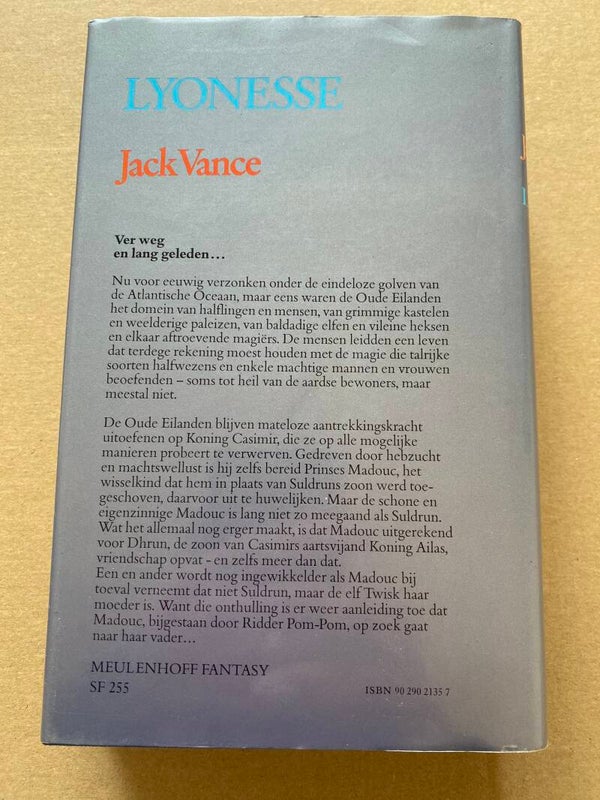 LYONESSE
Jack Vance
Ver weg
en lang geleden...
Nu voor eeuwig verzonken onder de eindeloze golven van
de Atlantische Oceaan, maar eens waren de Oude Eilanden
het domein van halflingen en mensen, van grimmige kastelen
en weelderige paleizen, van baldadige elfen en vileine heksen
en elkaar aftroevende magiërs. De mensen leidden een leven
dat terdege rekening moest houden met de magie die talrijke
soorten halfwezens en enkele machtige mannen en vrouwen
beoefenden – soms tot heil van de aardse bewoners, maar
meestal niet.
De Oude Eilanden blijven mateloze aantrekkingskracht
uitoefenen op Koning Casimir, die ze op alle mogelijke
manieren probeert te verwerven. Gedreven door hebzucht
en machtswellust is hij zelfs bereid Prinses Madouc, het
wisselkind dat hem in plaats van Suldruns zoon werd toe-
geschoven, daarvoor uit te huwelijken. Maar de schone en
eigenzinnige Madouc is lang niet zo meegaand als Suldrun.
Wat het allemaal nog erger maakt, is dat Madouc uitgerekend
voor Dhrun, de zoon van Casimirs aartsvijand Koning Ailas,
vriendschap opvat - en zelfs meer dan dat.
Een en ander wordt nog ingewikkelder als Madouc bij
toeval verneemt dat niet Suldrun, maar de elf Twisk haar
moeder is. Want die onthulling is er weer aanleiding toe dat
Madouc, bijgestaan door Ridder Pom-Pom, op zoek gaat
naar haar vader...
MEULENHOFF FANTASY
SF 255
ISBN 90 290 2135 7